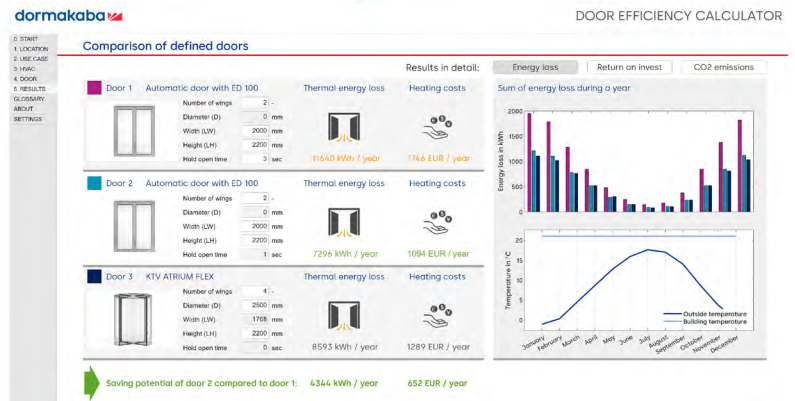 dormakaba
DOOR EFFICIENCY CALCULATOR
0. START
1. LOCATION
2. USE CASE
3. HVAC
4. DOOR
5. RESULTS
GLOSSARY
ABOUT
SETTINGS
Comparison of defined doors
Results in detail:
Energy loss
Return on invest
CO2 emissions
Door 1 Automatic door with ED 100
Thermal energy loss
Heating costs
Number of wings 2 -
Diameter (D) 0 mm
Width (LW) 2000 mm
Height (LH) 2200 mm
Hold open time 3 sec
11640 kWh / year
1746 EUR / year
Door 2 Automatic door with ED 100
Thermal energy loss
Heating costs
Number of wings 2 -
Diameter (D) 0 mm
Width (LW) 2000 mm
Height (LH) 2200 mm
Hold open time 1 sec
7296 kWh / year
1094 EUR / year
Door 3 KTV ATRIUM FLEX
Thermal energy loss
Heating costs
Number of wings 4 -
Diameter (D) 2500 mm
Width (LW) 1768 mm
Height (LH) 2200 mm
Hold open time 0 sec
8593 kWh / year
1289 EUR / year
Saving potential of door 2 compared to door 1: 4344 kWh / year 652 EUR / year
Sum of energy loss during a year
Energy loss in kWh
2000
1500
1000
500
0
Temperature in °C
20
15
10
5
0
Outside temperature
Building temperature
January
February
March
April
May
June
July
August
September
October
November
December